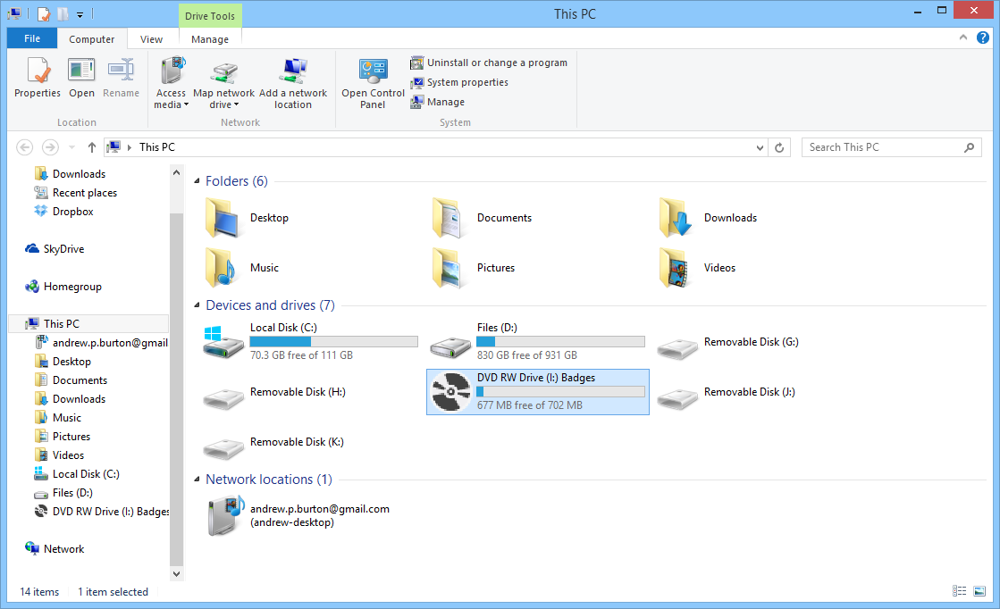 Drive Tools
This PC
File
Computer
View
Manage
Properties
Open
Rename
Location
Access media
Map network drive
Add a network location
Network
Open Control Panel
Uninstall or change a program
System properties
Manage
System
This PC
Search This PC
Downloads
Recent places
Dropbox
SkyDrive
Homegroup
This PC
andrew.p.burton@gmail
Desktop
Documents
Downloads
Music
Pictures
Videos
Local Disk (C:)
Files (D:)
DVD RW Drive (I:) Badges
Network
Folders (6)
Desktop
Documents
Downloads
Music
Pictures
Videos
Devices and drives (7)
Local Disk (C:)
70.3 GB free of 111 GB
Files (D:)
830 GB free of 931 GB
Removable Disk (G:)
Removable Disk (H:)
DVD RW Drive (I:) Badges
677 MB free of 702 MB
Removable Disk (J:)
Removable Disk (K:)
Network locations (1)
andrew.p.burton@gmail.com
(andrew-desktop)
14 items
1 item selected